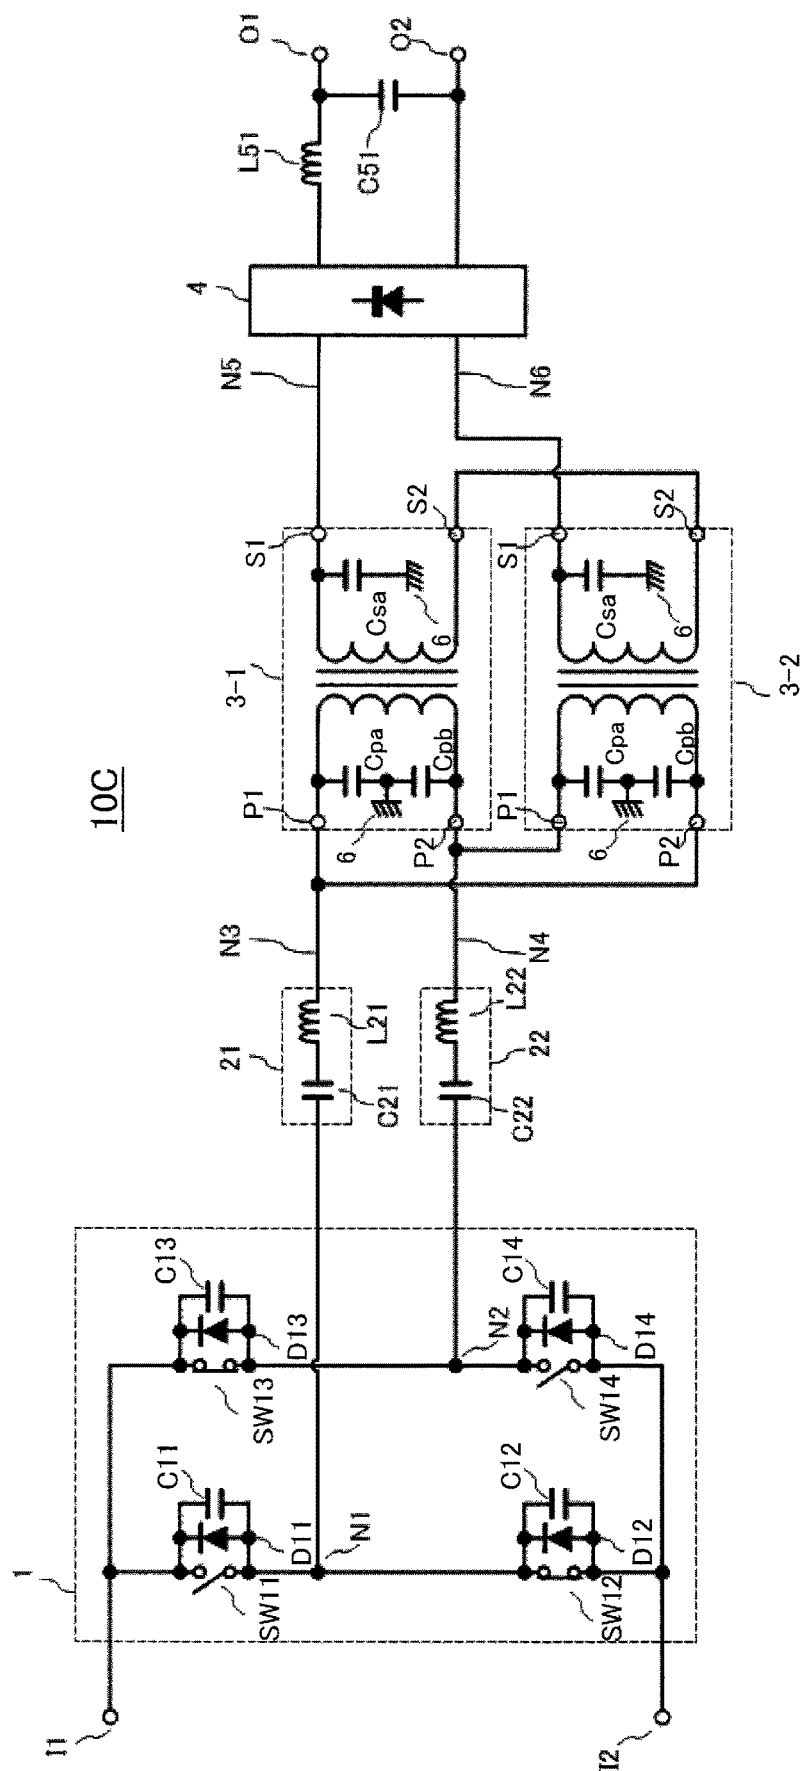 10C
I1
I2
1
C11
D11
SW11
N1
C12
D12
SW12
C13
D13
SW13
N2
C14
D14
SW14
21
C21
L21
22
C22
L22
N3
N4
3-1
P1
P2
Cpa
Cpb
6
Csa
6
S1
S2
3-2
P1
P2
Cpa
Cpb
6
Csa
6
S1
S2
N5
N6
4
L51
C51
O1
O2